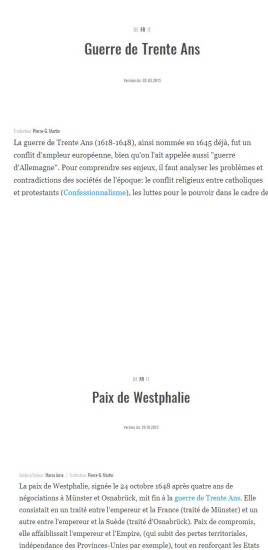 DE FR IT
Guerre de Trente Ans
Version du: 
Traduction: Pierre-G. Martin
La guerre de Trente Ans (1618-1648), ainsi nommée en 1645 déjà, fut un
conflit d'ampleur européenne, bien qu'on l'ait appelée aussi "guerre
d'Allemagne". Pour comprendre ses enjeux, il faut analyser les problèmes et
contradictions des sociétés de l'époque: le conflit religieux entre catholiques
et protestants (Confessionnalisme), les luttes pour le pouvoir dans le cadre de
DE FR IT
Paix de Westphalie
Version du: 
Marco Jorio | Traduction: Pierre-G. Martin
La paix de Westphalie, signée le 24 octobre 1648 après quatre ans de
négociations à Münster et Osnabrück, mit fin à la guerre de Trente Ans. Elle
consistait en un traité entre l'empereur et la France (traité de Münster) et un
autre entre l'empereur et la Suède (traité d'Osnabrück). Paix de compromis,
elle affaiblissait l'empereur et l'Empire, (qui subit des pertes territoriales,
indépendance des Provinces-Unies par exemple), tout en renforçant les Etats